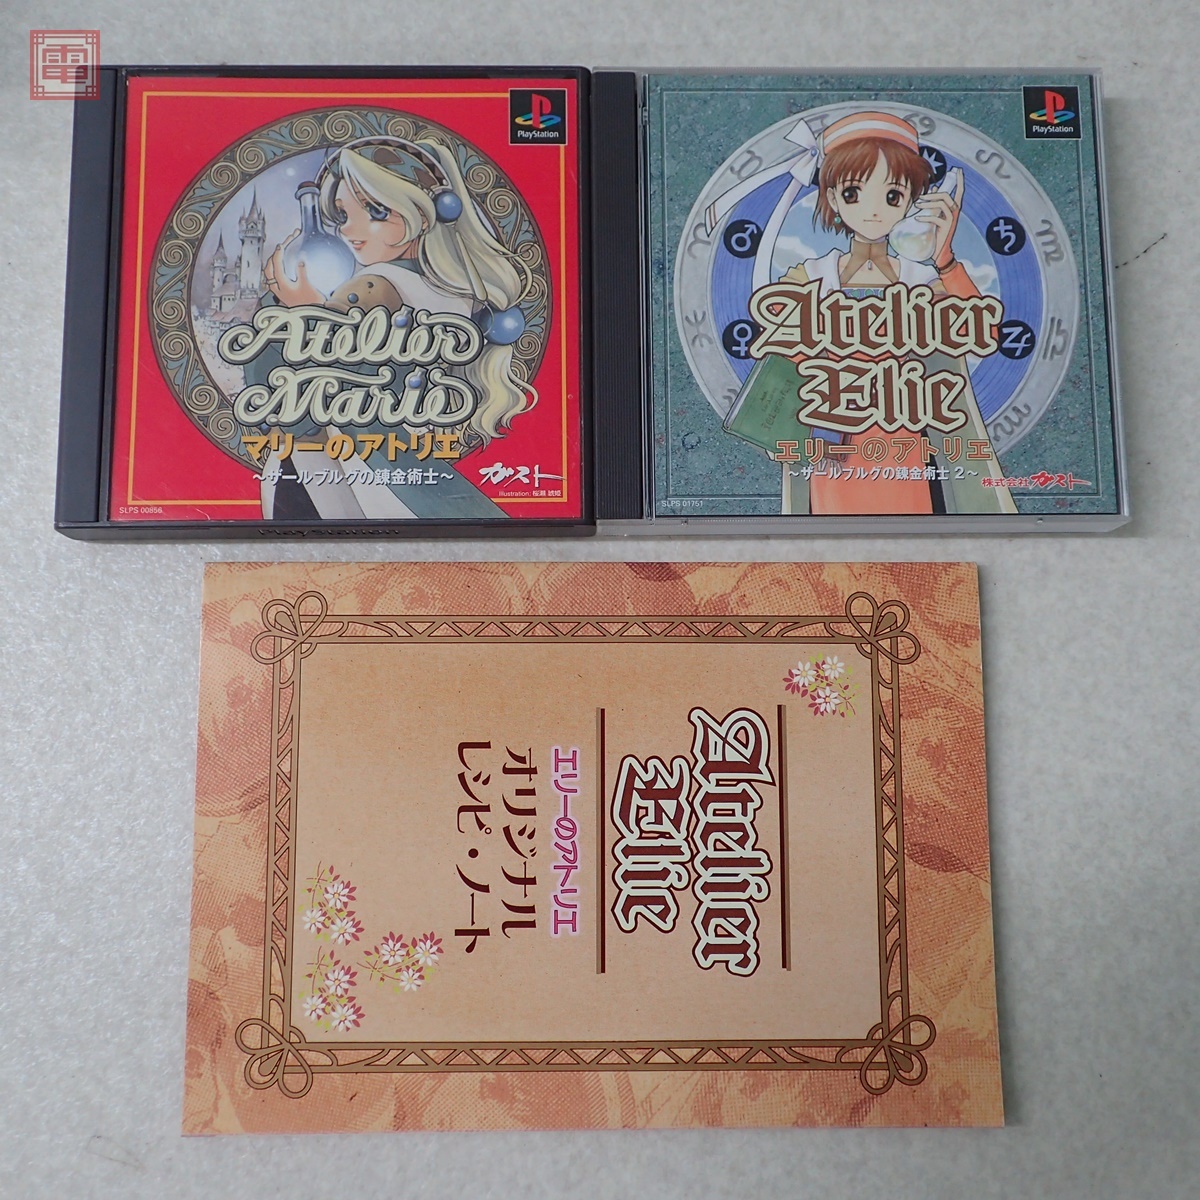 電
PlayStation
Atelier
Marie
マリーのアトリエ
～ザールブルグの錬金術士～
ガスト
illustration: 桜瀬 琥姫
SLPS 00856
PlayStation
PlayStation
Atelier
Elie
エリーのアトリエ
～ザールブルグの錬金術士 2～
株式会社 ガスト
SLPS 01751
Atelier
Elie
エリーのアトリエ
オリジナル
レシピ・ノート